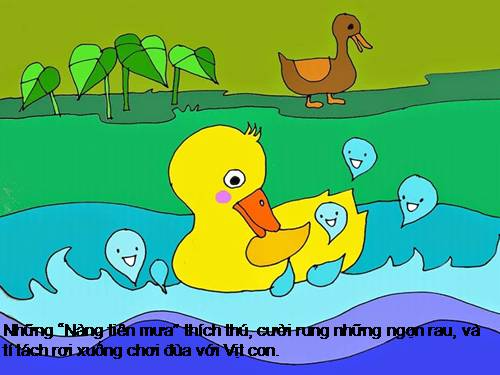 Những “Nàng tiên mưa” thích thú, cười rung những ngọn rau, và
tí tách rơi xuống chơi đùa với Vịt con.